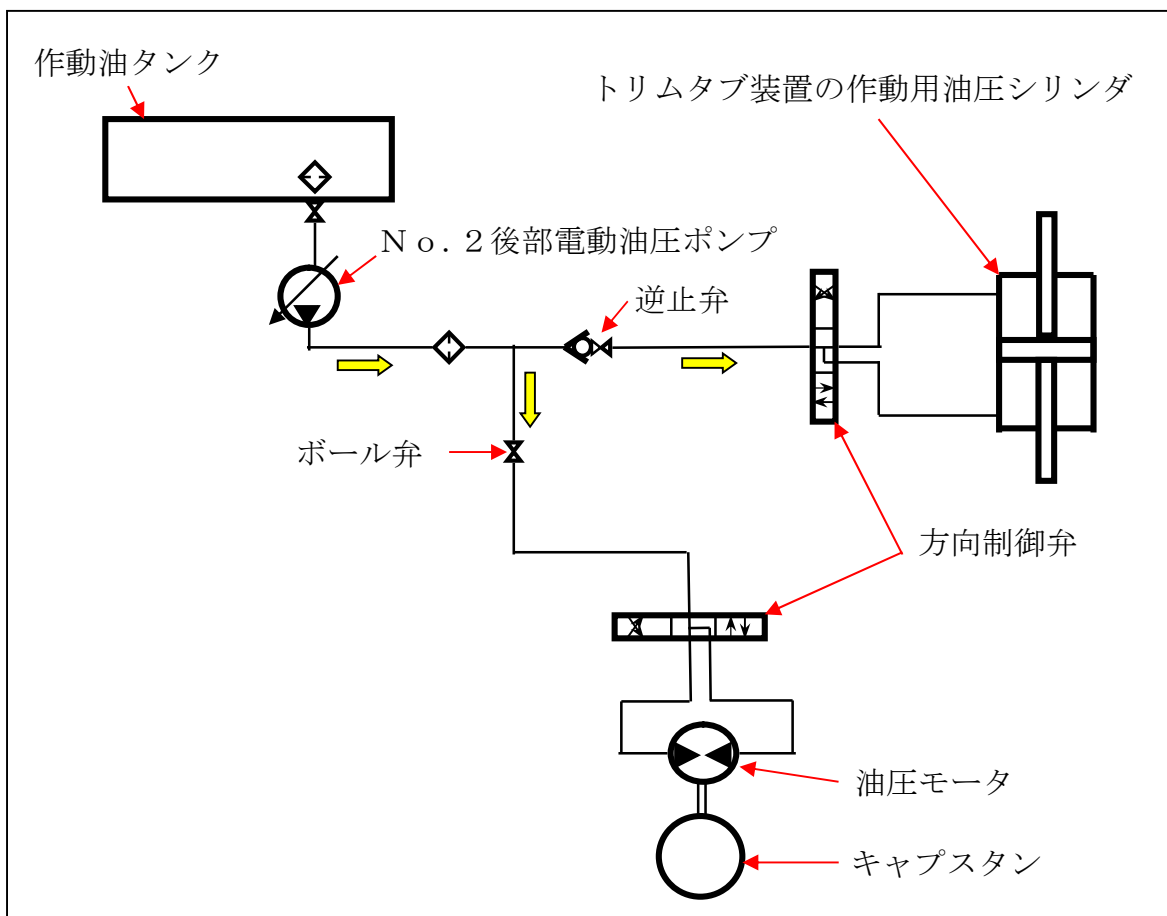 作動油タンク
トリムタブ装置の作動用油圧シリンダ
Ｎｏ．２後部電動油圧ポンプ
逆止弁
ボール弁
方向制御弁
油圧モータ
キャプスタン